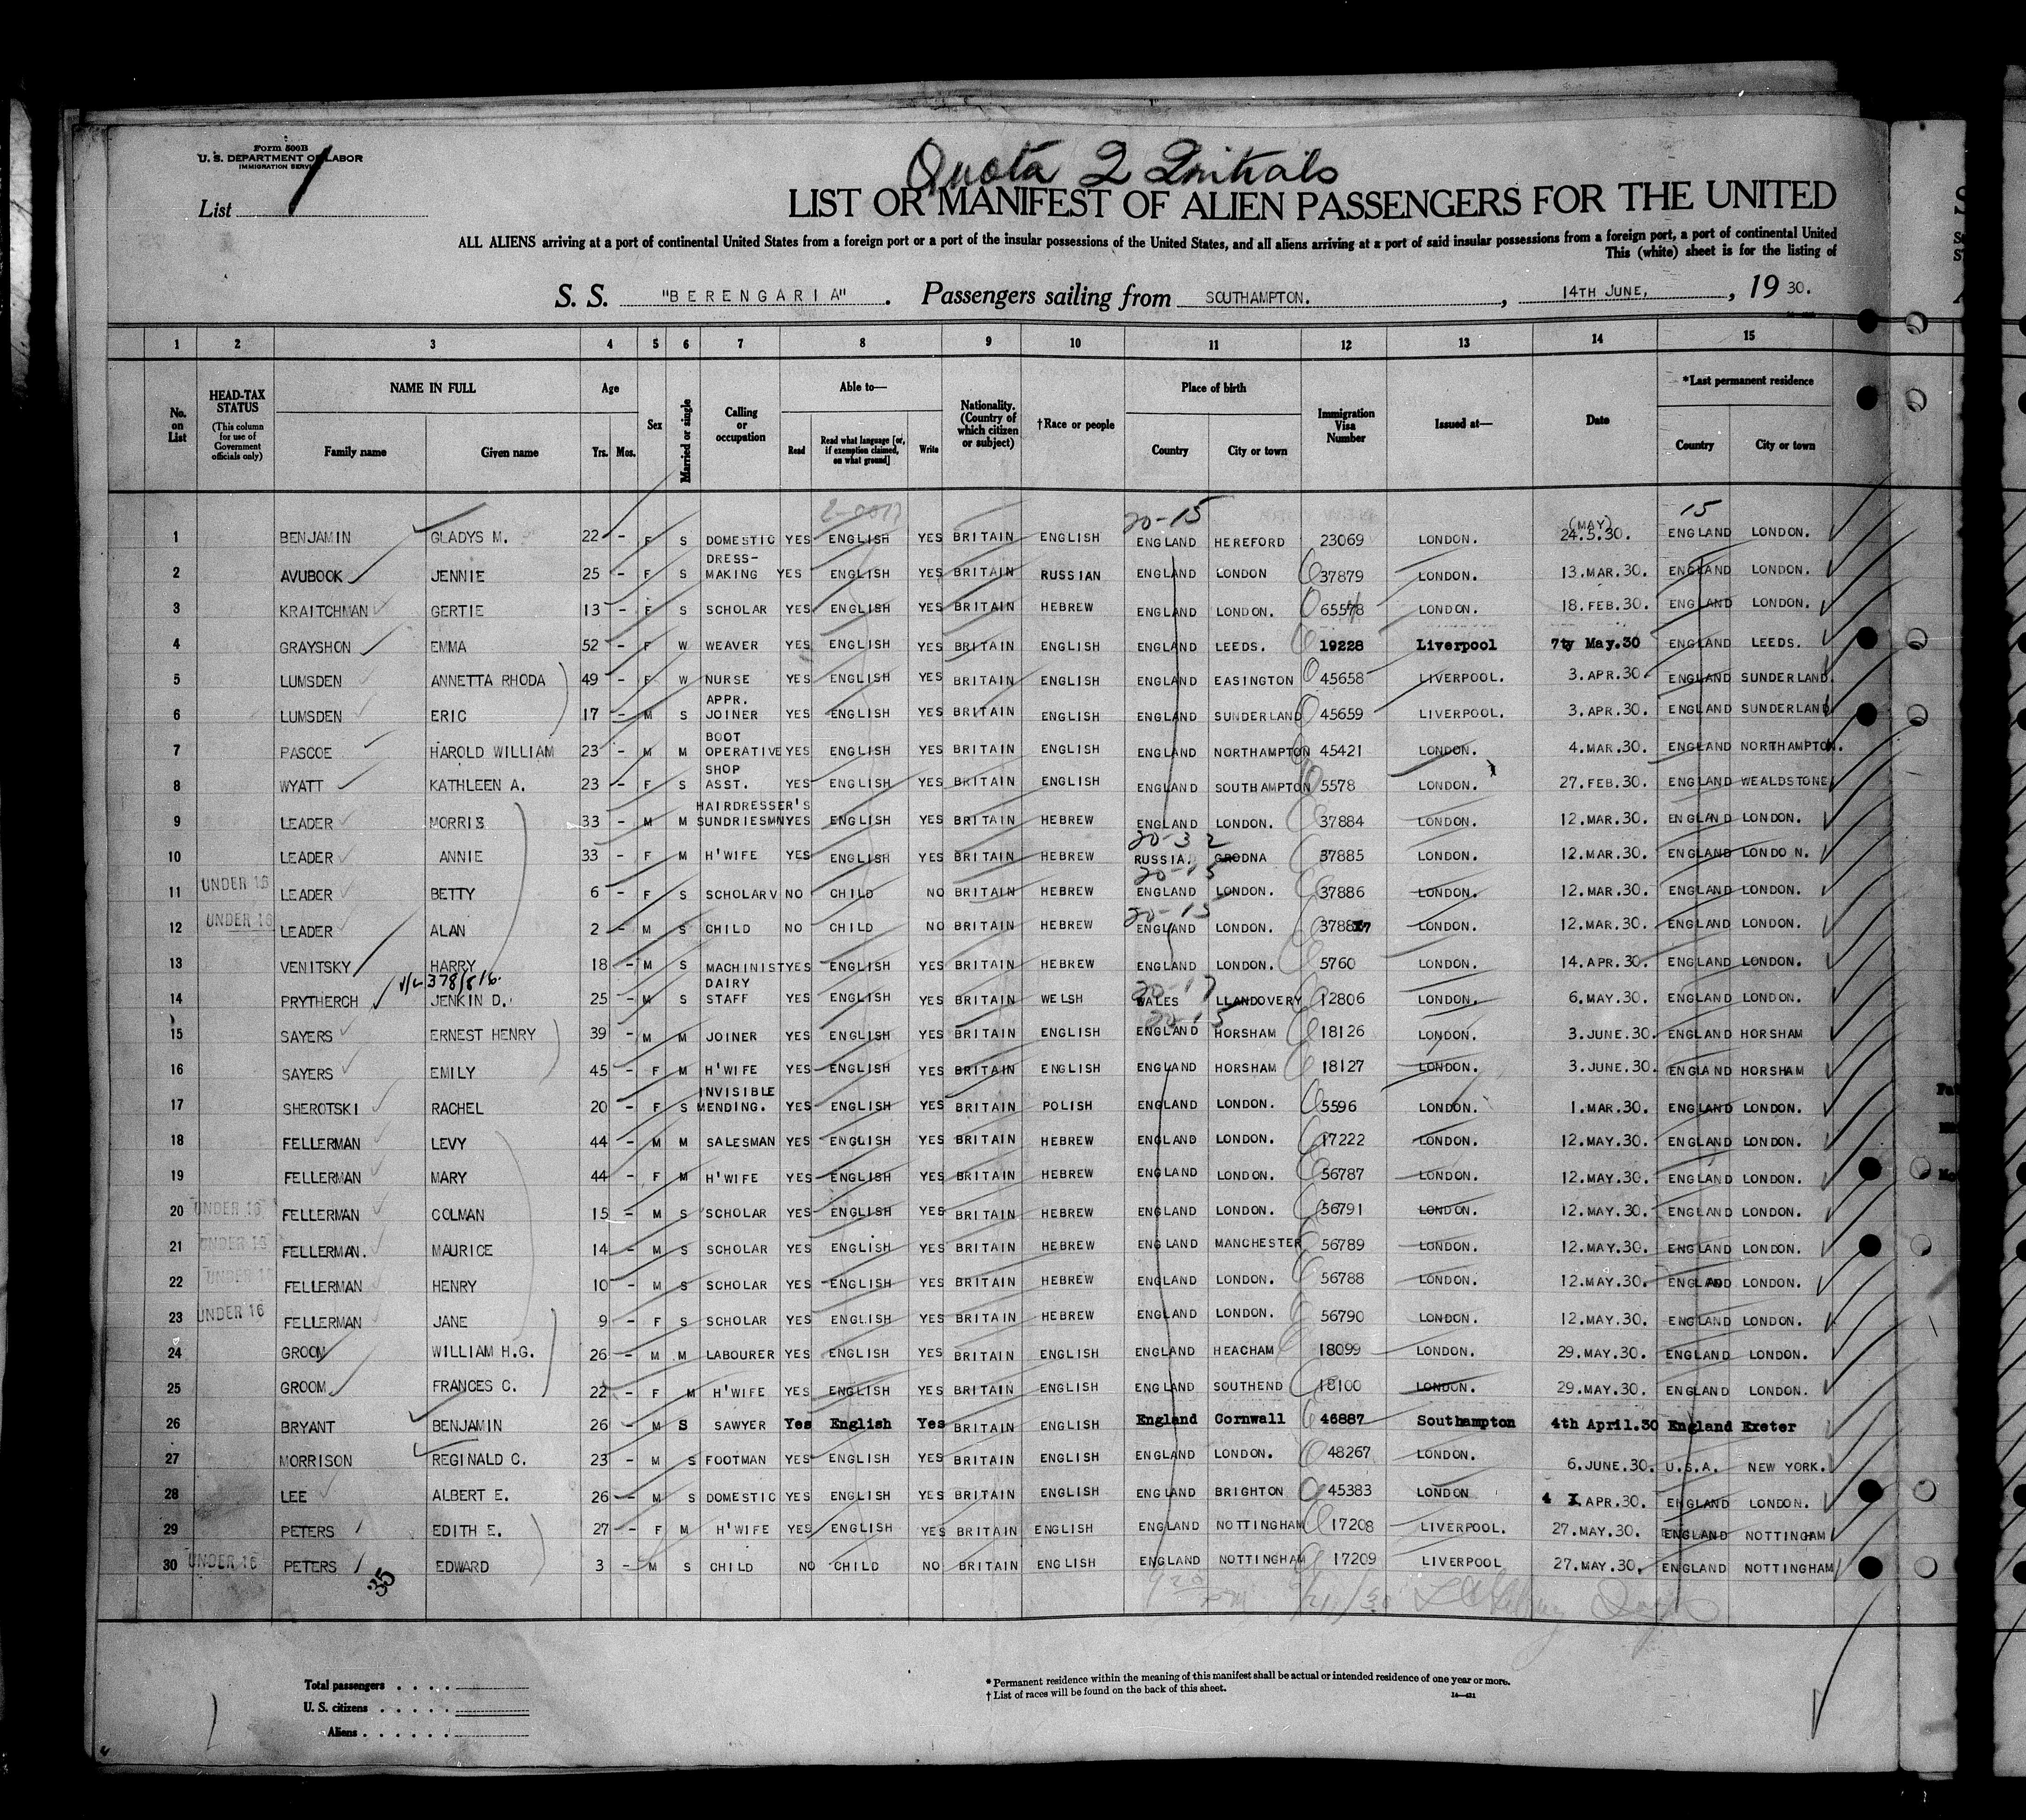 Form 500B
U. S. DEPARTMENT OF LABOR
IMMIGRATION SERVICE
List 1
Quota 2 Initials
LIST OR MANIFEST OF ALIEN PASSENGERS FOR THE UNITED
ALL ALIENS arriving at a port of continental United States from a foreign port or a port of the insular possessions of the United States, and all aliens arriving at a port of said insular possessions from a foreign port, a port of continental United
This (white) sheet is for the listing of
S. S. "BERENGARIA". Passengers sailing from SOUTHAMPTON. , 14TH JUNE, , 19 30.
1 2 3 4 5 6 7 8 9 10 11 12 13 14 15
No. on List
HEAD-TAX STATUS
(This column for use of Government officials only)
NAME IN FULL
Family name Given name
Age
Yrs. Mos.
Sex
Married or single
Calling or occupation
Able to—
Read
Read what language [or, if exemption claimed, on what ground]
Write
Nationality. (Country of which citizen or subject)
†Race or people
Place of birth
Country City or town
Immigration Visa Number
Issued at—
Date
*Last permanent residence
Country City or town
20-15 (MAY) 15
1 BENJAMIN GLADYS M. 22 - F S DOMESTIC YES ENGLISH YES BRITAIN ENGLISH ENGLAND HEREFORD 23069 LONDON. 24.5.30. ENGLAND LONDON.
2 AVUBOOK JENNIE 25 - F S DRESS-MAKING YES ENGLISH YES BRITAIN RUSSIAN ENGLAND LONDON 37879 LONDON. 13.MAR.30. ENGLAND LONDON.
3 KRAITCHMAN GERTIE 13 - F S SCHOLAR YES ENGLISH YES BRITAIN HEBREW ENGLAND LONDON. LONDON. 18.FEB.30. ENGLAND LONDON.
4 GRAYSHON EMMA 52 - F W WEAVER YES ENGLISH YES BRITAIN ENGLISH ENGLAND LEEDS. 19228 Liverpool 7ty May.30 ENGLAND LEEDS.
5 LUMSDEN ANNETTA RHODA 49 - F W NURSE YES ENGLISH YES BRITAIN ENGLISH ENGLAND EASINGTON 45658 LIVERPOOL. 3.APR.30. ENGLAND SUNDERLAND.
6 LUMSDEN ERIC 17 - M S APPR. JOINER YES ENGLISH YES BRITAIN ENGLISH ENGLAND SUNDERLAND 45659 LIVERPOOL. 3.APR.30. ENGLAND SUNDERLAND
7 PASCOE HAROLD WILLIAM 23 - M M BOOT OPERATIVE YES ENGLISH YES BRITAIN ENGLISH ENGLAND NORTHAMPTON 45421 LONDON. 4.MAR.30. ENGLAND NORTHAMPTON.
8 WYATT KATHLEEN A. 23 - F S SHOP ASST. YES ENGLISH YES BRITAIN ENGLISH ENGLAND SOUTHAMPTON 5578 LONDON. 27.FEB.30. ENGLAND WEALDSTONE
9 LEADER MORRIS 33 - M M HAIRDRESSER'S SUNDRIESMN YES ENGLISH YES BRITAIN HEBREW ENGLAND LONDON. 37884 LONDON. 12.MAR.30. ENGLAND LONDON.
20-32
10 LEADER ANNIE 33 - F M H'WIFE YES ENGLISH YES BRITAIN HEBREW RUSSIA. GRODNA 37885 LONDON. 12.MAR.30. ENGLAND LONDON.
20-15
11 UNDER 16 LEADER BETTY 6 - F S SCHOLAR NO CHILD NO BRITAIN HEBREW ENGLAND LONDON. 37886 LONDON. 12.MAR.30. ENGLAND LONDON.
20-15
12 UNDER 16 LEADER ALAN 2 - M S CHILD NO CHILD NO BRITAIN HEBREW ENGLAND LONDON. 37887 LONDON. 12.MAR.30. ENGLAND LONDON.
13 VENITSKY HARRY 18 - M S MACHINIST YES ENGLISH YES BRITAIN HEBREW ENGLAND LONDON. 5760 LONDON. 14.APR.30. ENGLAND LONDON.
V/L 378/816. 20-17
14 PRYTHERCH JENKIN D. 25 - M S DAIRY STAFF YES ENGLISH YES BRITAIN WELSH WALES LLANDOVERY 12806 LONDON. 6.MAY.30. ENGLAND LONDON.
20-15
15 SAYERS ERNEST HENRY 39 - M M JOINER YES ENGLISH YES BRITAIN ENGLISH ENGLAND HORSHAM 18126 LONDON. 3.JUNE.30. ENGLAND HORSHAM
16 SAYERS EMILY 45 - F M H'WIFE YES ENGLISH YES BRITAIN ENGLISH ENGLAND HORSHAM 18127 LONDON. 3.JUNE.30. ENGLAND HORSHAM
17 SHEROTSKI RACHEL 20 - F S INVISIBLE MENDING. YES ENGLISH YES BRITAIN POLISH ENGLAND LONDON. 5596 LONDON. 1.MAR.30. ENGLAND LONDON.
18 FELLERMAN LEVY 44 - M M SALESMAN YES ENGLISH YES BRITAIN HEBREW ENGLAND LONDON. 17222 LONDON. 12.MAY.30. ENGLAND LONDON.
19 FELLERMAN MARY 44 - F M H'WIFE YES ENGLISH YES BRITAIN HEBREW ENGLAND LONDON. 56787 LONDON. 12.MAY.30. ENGLAND LONDON.
20 UNDER 16 FELLERMAN COLMAN 15 - M S SCHOLAR YES ENGLISH YES BRITAIN HEBREW ENGLAND LONDON. 56791 LONDON. 12.MAY.30. ENGLAND LONDON.
21 UNDER 16 FELLERMAN. MAURICE 14 - M S SCHOLAR YES ENGLISH YES BRITAIN HEBREW ENGLAND MANCHESTER 56789 LONDON. 12.MAY.30. ENGLAND LONDON.
22 UNDER 16 FELLERMAN HENRY 10 - M S SCHOLAR YES ENGLISH YES BRITAIN HEBREW ENGLAND LONDON. 56788 LONDON. 12.MAY.30. ENGLAND LONDON.
23 UNDER 16 FELLERMAN JANE 9 - F S SCHOLAR YES ENGLISH YES BRITAIN HEBREW ENGLAND LONDON. 56790 LONDON. 12.MAY.30. ENGLAND LONDON.
24 GROOM WILLIAM H.G. 26 - M M LABOURER YES ENGLISH YES BRITAIN ENGLISH ENGLAND HEACHAM 18099 LONDON. 29.MAY.30. ENGLAND LONDON.
25 GROOM FRANCES C. 22 - F M H'WIFE YES ENGLISH YES BRITAIN ENGLISH ENGLAND SOUTHEND 18100 LONDON. 29.MAY.30. ENGLAND LONDON.
26 BRYANT BENJAMIN 26 - M S SAWYER Yes English Yes BRITAIN ENGLISH England Cornwall 46887 Southampton 4th April.30 England Exeter
27 MORRISON REGINALD C. 23 - M S FOOTMAN YES ENGLISH YES BRITAIN ENGLISH ENGLAND LONDON. 48267 LONDON. 6.JUNE.30. U.S.A. NEW YORK.
28 LEE ALBERT E. 26 - M S DOMESTIC YES ENGLISH YES BRITAIN ENGLISH ENGLAND BRIGHTON 45383 LONDON 4 APR.30. ENGLAND LONDON.
29 PETERS EDITH E. 27 - F M H'WIFE YES ENGLISH YES BRITAIN ENGLISH ENGLAND NOTTINGHAM 17208 LIVERPOOL. 27.MAY.30. ENGLAND NOTTINGHAM
30 UNDER 16 PETERS EDWARD 3 - M S CHILD NO CHILD NO BRITAIN ENGLISH ENGLAND NOTTINGHAM 17209 LIVERPOOL 27.MAY.30. ENGLAND NOTTINGHAM
35
Total passengers . . . .
U. S. citizens . . . . .
Aliens . . . . . .
* Permanent residence within the meaning of this manifest shall be actual or intended residence of one year or more.
† List of races will be found on the back of this sheet.